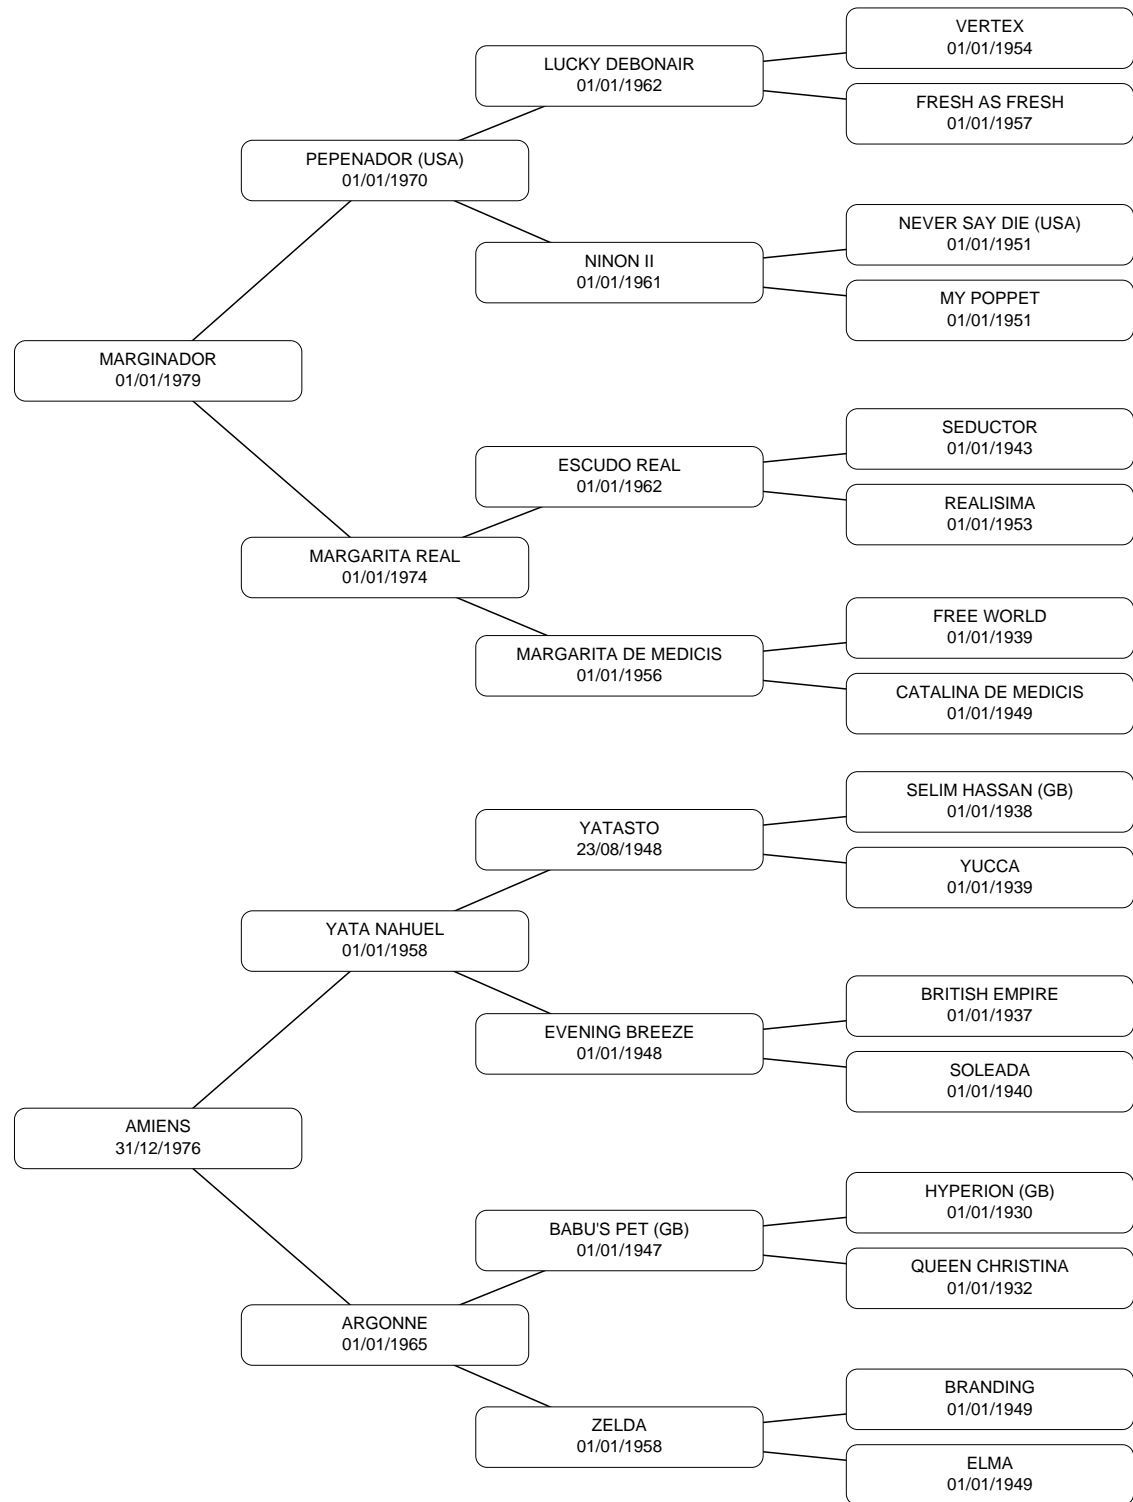 VERTEX
01/01/1954
LUCKY DEBONAIR
01/01/1962
FRESH AS FRESH
01/01/1957
PEPENADOR (USA)
01/01/1970
NEVER SAY DIE (USA)
01/01/1951
NINON II
01/01/1961
MY POPPET
01/01/1951
MARGINADOR
01/01/1979
SEDUCTOR
01/01/1943
ESCUDO REAL
01/01/1962
REALISIMA
01/01/1953
MARGARITA REAL
01/01/1974
FREE WORLD
01/01/1939
MARGARITA DE MEDICIS
01/01/1956
CATALINA DE MEDICIS
01/01/1949
SELIM HASSAN (GB)
01/01/1938
YATASTO
23/08/1948
YUCCA
01/01/1939
YATA NAHUEL
01/01/1958
BRITISH EMPIRE
01/01/1937
EVENING BREEZE
01/01/1948
SOLEADA
01/01/1940
AMIENS
31/12/1976
HYPERION (GB)
01/01/1930
BABU'S PET (GB)
01/01/1947
QUEEN CHRISTINA
01/01/1932
ARGONNE
01/01/1965
BRANDING
01/01/1949
ZELDA
01/01/1958
ELMA
01/01/1949